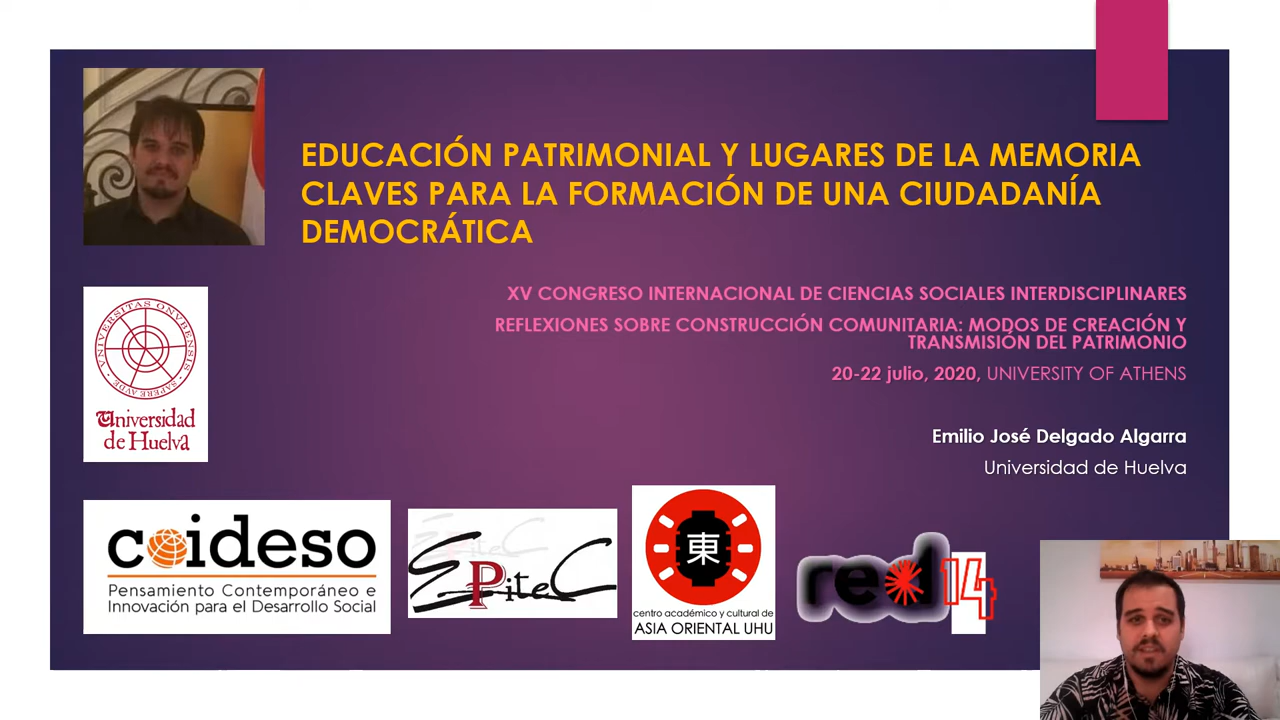 EDUCACIÓN PATRIMONIAL Y LUGARES DE LA MEMORIA
CLAVES PARA LA FORMACIÓN DE UNA CIUDADANÍA
DEMOCRÁTICA
XV CONGRESO INTERNACIONAL DE CIENCIAS SOCIALES INTERDISCIPLINARES
REFLEXIONES SOBRE CONSTRUCCIÓN COMUNITARIA: MODOS DE CREACIÓN Y
TRANSMISIÓN DEL PATRIMONIO
20-22 julio, 2020, UNIVERSITY OF ATHENS
Emilio José Delgado Algarra
Universidad de Huelva
VNIVERSITAS ONVBENSIS
SAPERE AVDE
Universidad
de Huelva
coideso
Pensamiento Contemporáneo e
Innovación para el Desarrollo Social
EPiteC
東
centro académico y cultural de
ASIA ORIENTAL UHU
red14